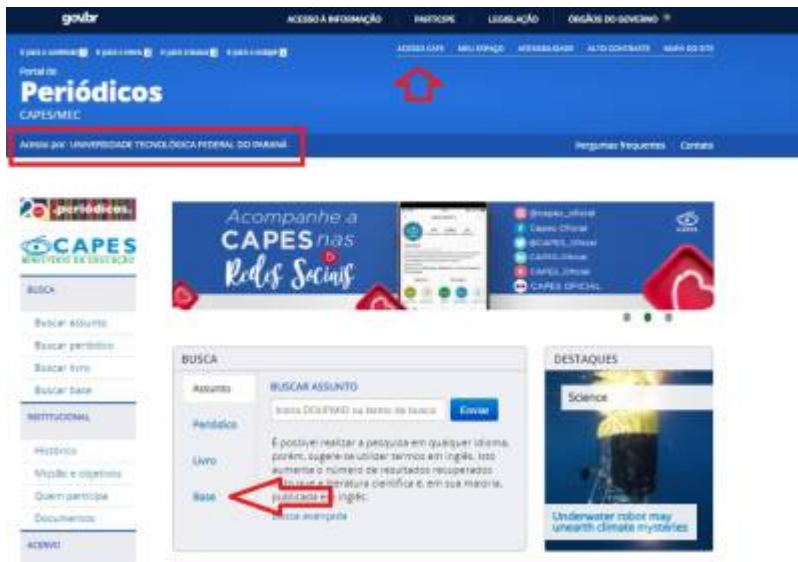 govbr
ACESSO À INFORMAÇÃO
PARTICIPE
LEGISLAÇÃO
ÓRGÃOS DO GOVERNO
ACESSO CAFE
MEU ESPAÇO
ACESSIBILIDADE
ALTO CONTRASTE
MAPA DO SITE
Portal de
Periódicos
CAPES/MEC
Acesso por: UNIVERSIDADE TECNOLÓGICA FEDERAL DO PARANÁ
Perguntas frequentes
Contato
.periódicos.
CAPES
BUSCA
Buscar assunto
Buscar periódico
Buscar livro
Buscar base
INSTITUCIONAL
Histórico
Missão e objetivos
Quem participa
Documentos
ACERVO
Acompanhe a
CAPES nas
Redes Sociais
@capes_oficial
Capes Oficial
@CAPES_Oficial
CAPES OFICIAL
BUSCA
Assunto
Periódico
Livro
Base
BUSCAR ASSUNTO
Enviar
É possível realizar a pesquisa em qualquer idioma,
porém, sugere-se utilizar termos em inglês. Isto
aumenta o número de resultados recuperados
que a literatura científica é, em sua maioria,
publicada em inglês.
Busca avançada
DESTAQUES
Science
Underwater robot may
unearth climate mysteries